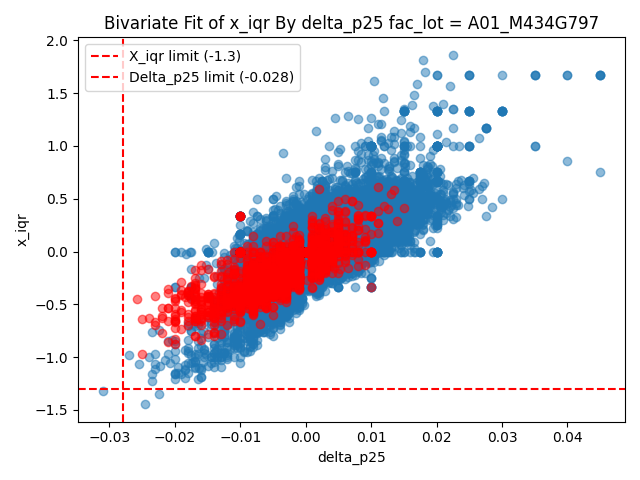 Bivariate Fit of x_iqr By delta_p25 fac_lot = A01_M434G797
X_iqr limit (-1.3)
Delta_p25 limit (-0.028)
2.0
1.5
1.0
0.5
0.0
−0.5
−1.0
−1.5
x_iqr
−0.03 −0.02 −0.01 0.00 0.01 0.02 0.03 0.04
delta_p25